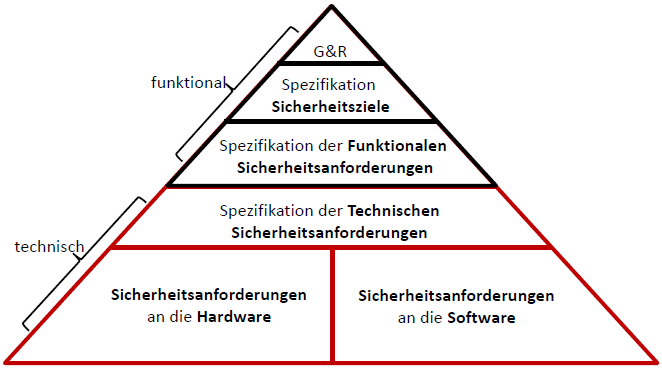 G&R
funktional
Spezifikation
Sicherheitsziele
Spezifikation der Funktionalen
Sicherheitsanforderungen
Spezifikation der Technischen
Sicherheitsanforderungen
technisch
Sicherheitsanforderungen
an die Hardware
Sicherheitsanforderungen
an die Software